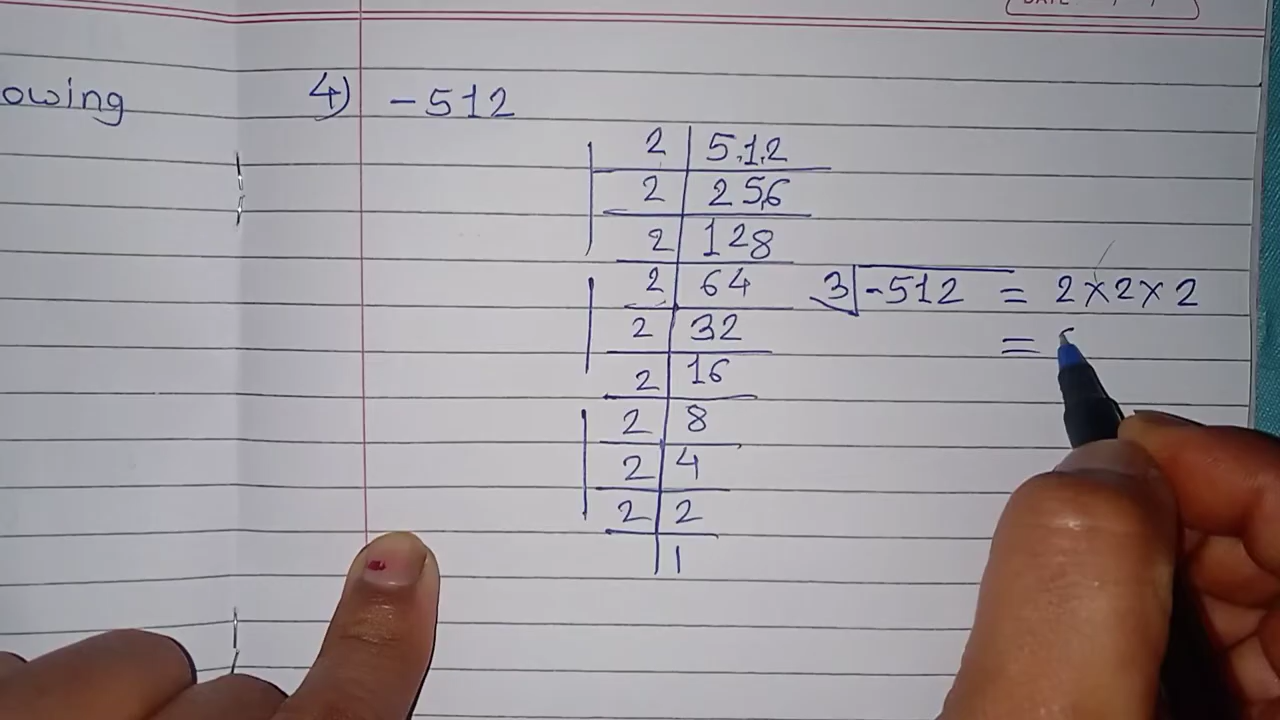 DATE
owing 4) -512
2 | 512
2 | 256
2 | 128
2 | 64
2 | 32
2 | 16
2 | 8
2 | 4
2 | 2
| 1
3√-512 = 2×2×2
=